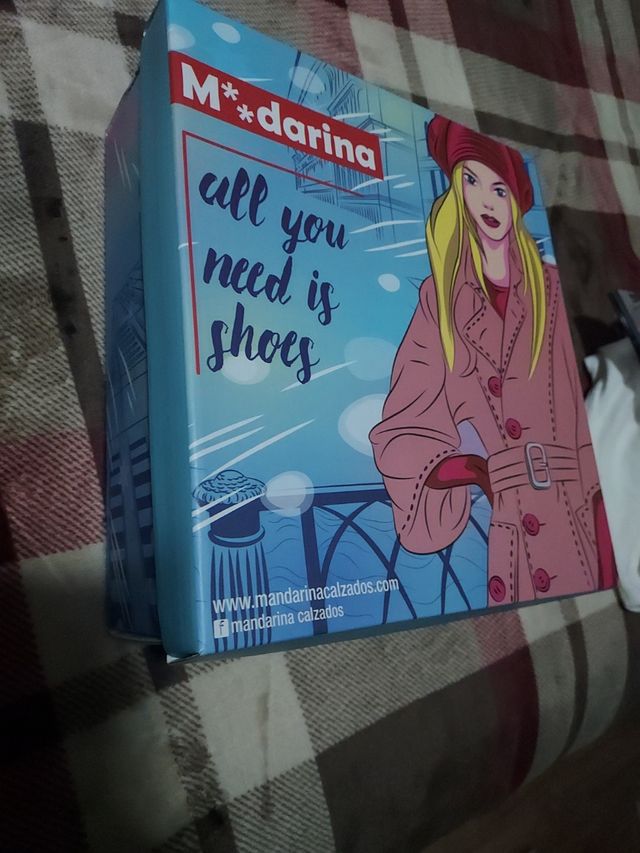 M**darina
all you
need is
shoes
www.mandarinacalzados.com
f mandarina calzados